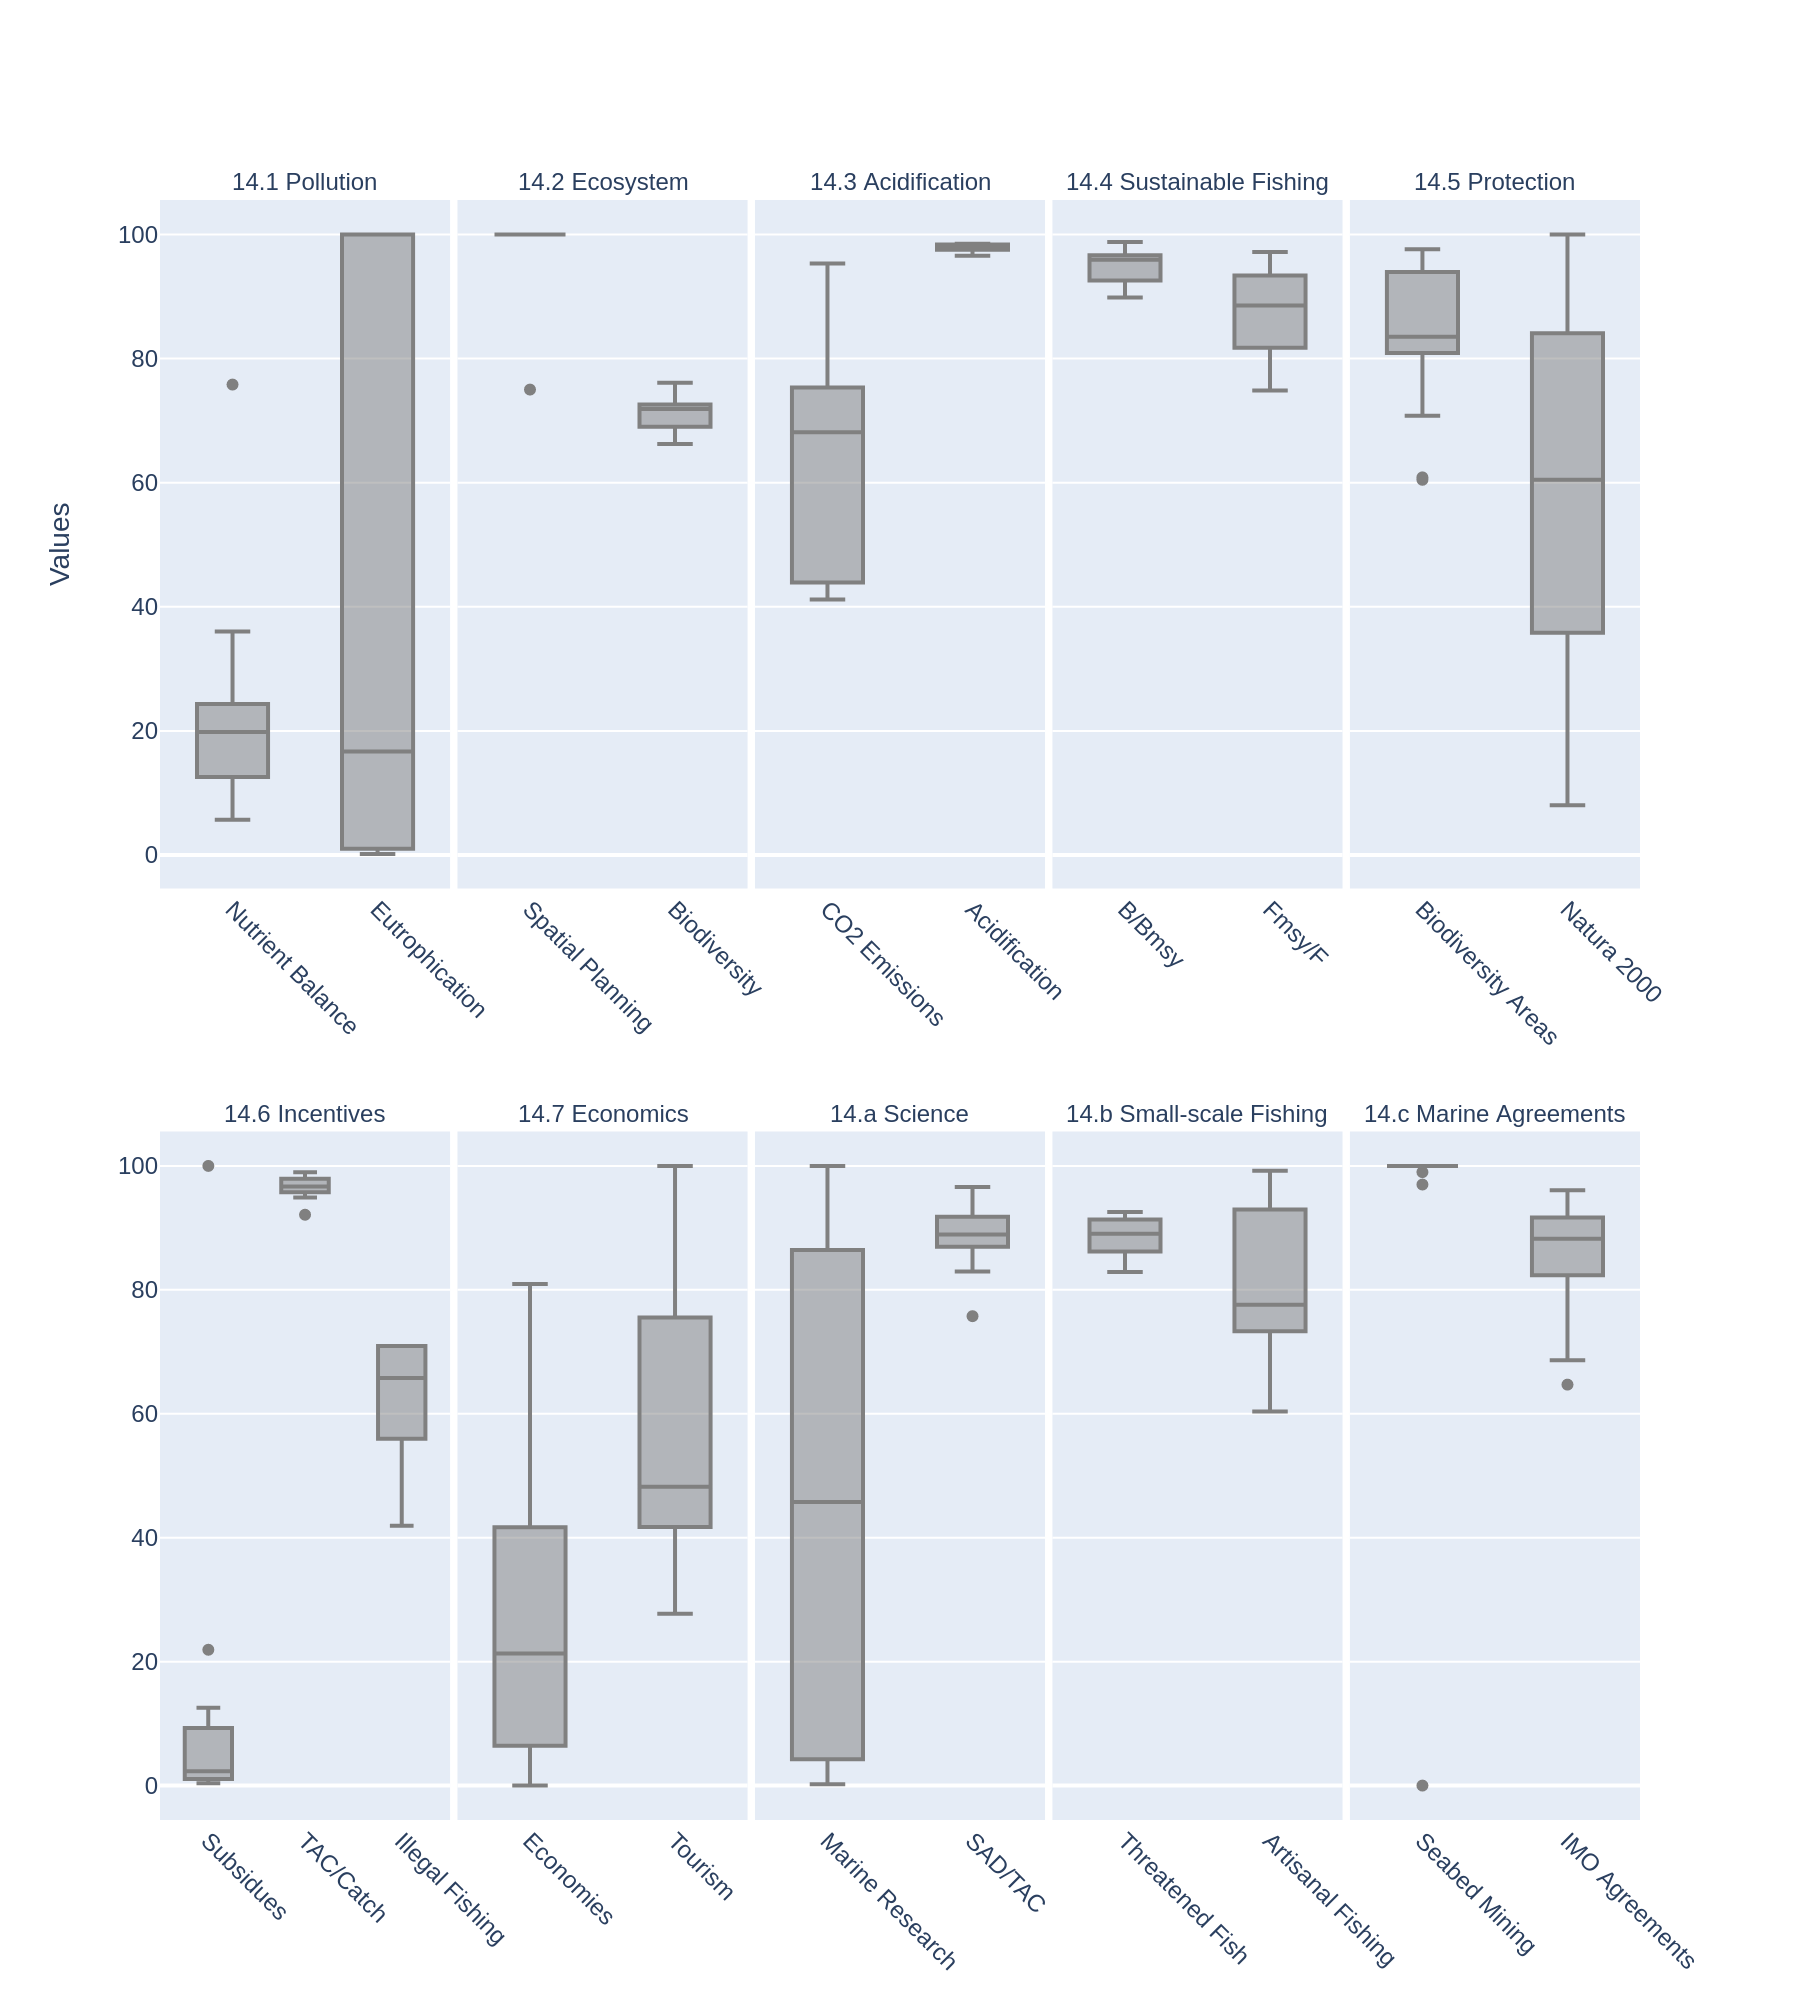 14.1 Pollution
14.2 Ecosystem
14.3 Acidification
14.4 Sustainable Fishing
14.5 Protection
100
80
60
40
20
0
Values
Nutrient Balance
Eutrophication
Spatial Planning
Biodiversity
CO2 Emissions
Acidification
B/Bmsy
Fmsy/F
Biodiversity Areas
Natura 2000
14.6 Incentives
14.7 Economics
14.a Science
14.b Small-scale Fishing
14.c Marine Agreements
100
80
60
40
20
0
Subsidues
TAC/Catch
Illegal Fishing
Economies
Tourism
Marine Research
SAD/TAC
Threatened Fish
Artisanal Fishing
Seabed Mining
IMO Agreements